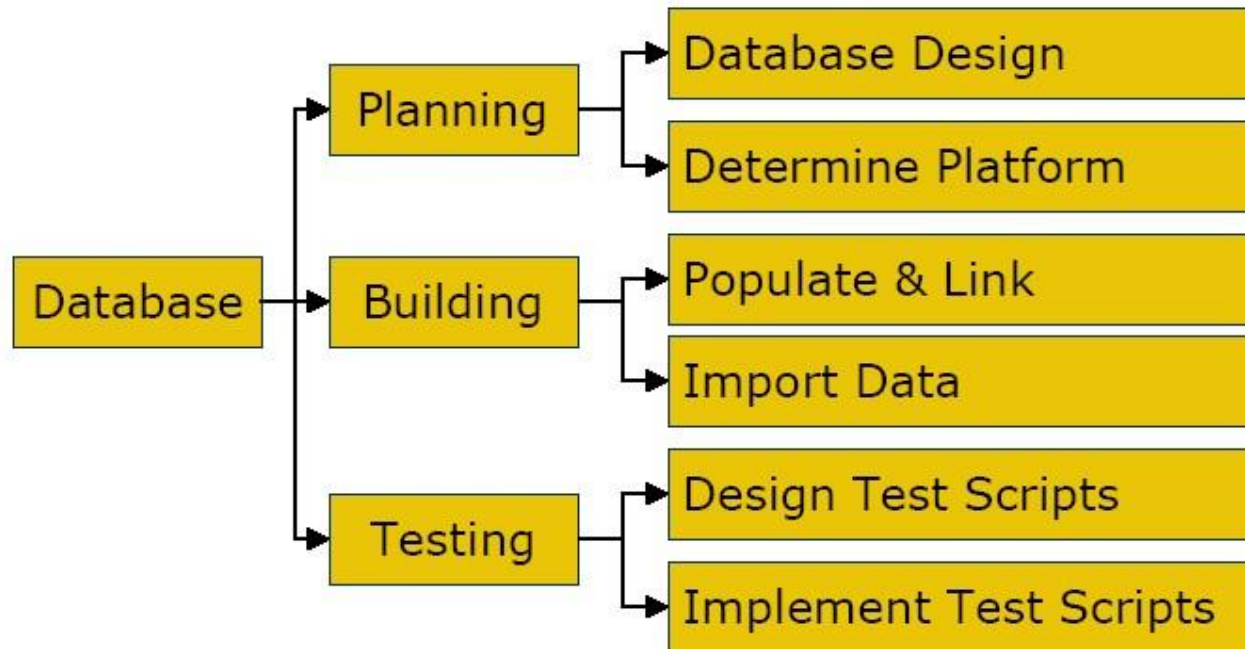 Database
Planning
Database Design
Determine Platform
Building
Populate & Link
Import Data
Testing
Design Test Scripts
Implement Test Scripts